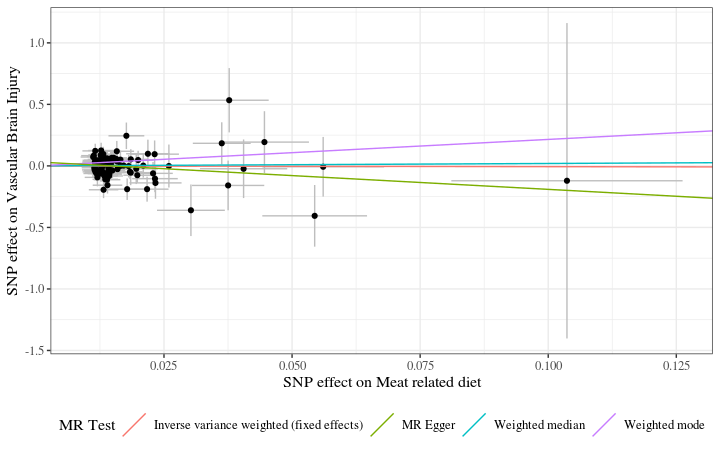 SNP effect on Vascular Brain Injury
1.0
0.5
0.0
-0.5
-1.0
-1.5
0.025 0.050 0.075 0.100 0.125
SNP effect on Meat related diet
MR Test Inverse variance weighted (fixed effects) MR Egger Weighted median Weighted mode